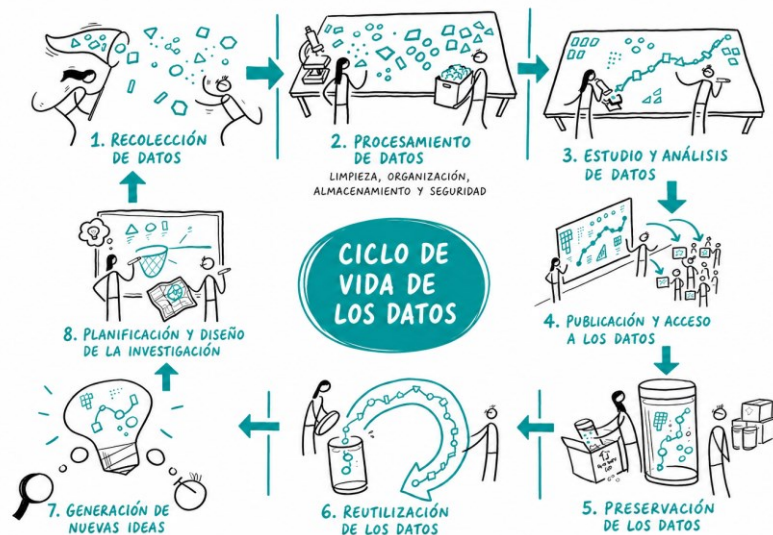 1. RECOLECCIÓN
DE DATOS
2. PROCESAMIENTO
DE DATOS
LIMPIEZA, ORGANIZACIÓN,
ALMACENAMIENTO Y SEGURIDAD
3. ESTUDIO Y ANÁLISIS
DE DATOS
CICLO DE
VIDA DE
LOS DATOS
4. PUBLICACIÓN Y ACCESO
A LOS DATOS
5. PRESERVACIÓN
DE LOS DATOS
6. REUTILIZACIÓN
DE LOS DATOS
7. GENERACIÓN DE
NUEVAS IDEAS
8. PLANIFICACIÓN Y DISEÑO
DE LA INVESTIGACIÓN